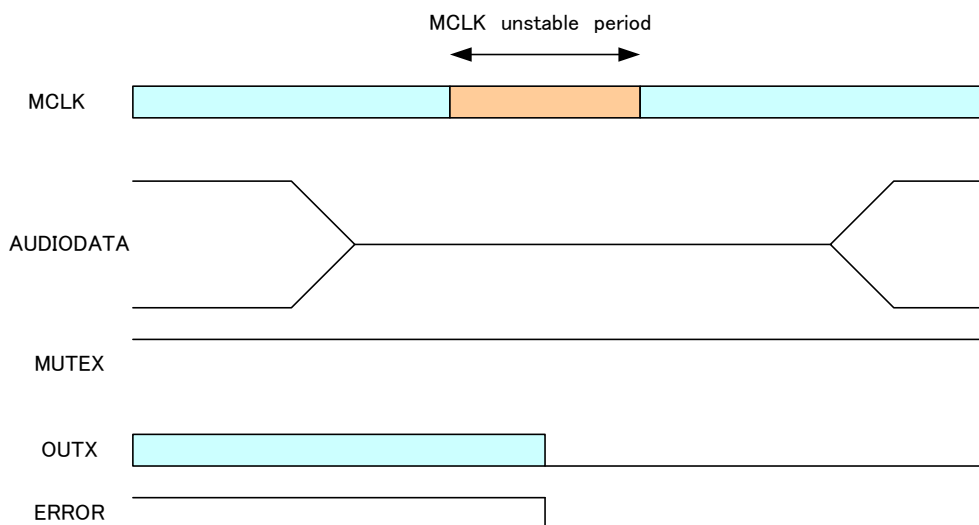 MCLK unstable period
MCLK
AUDIODATA
MUTEX
OUTX
ERROR